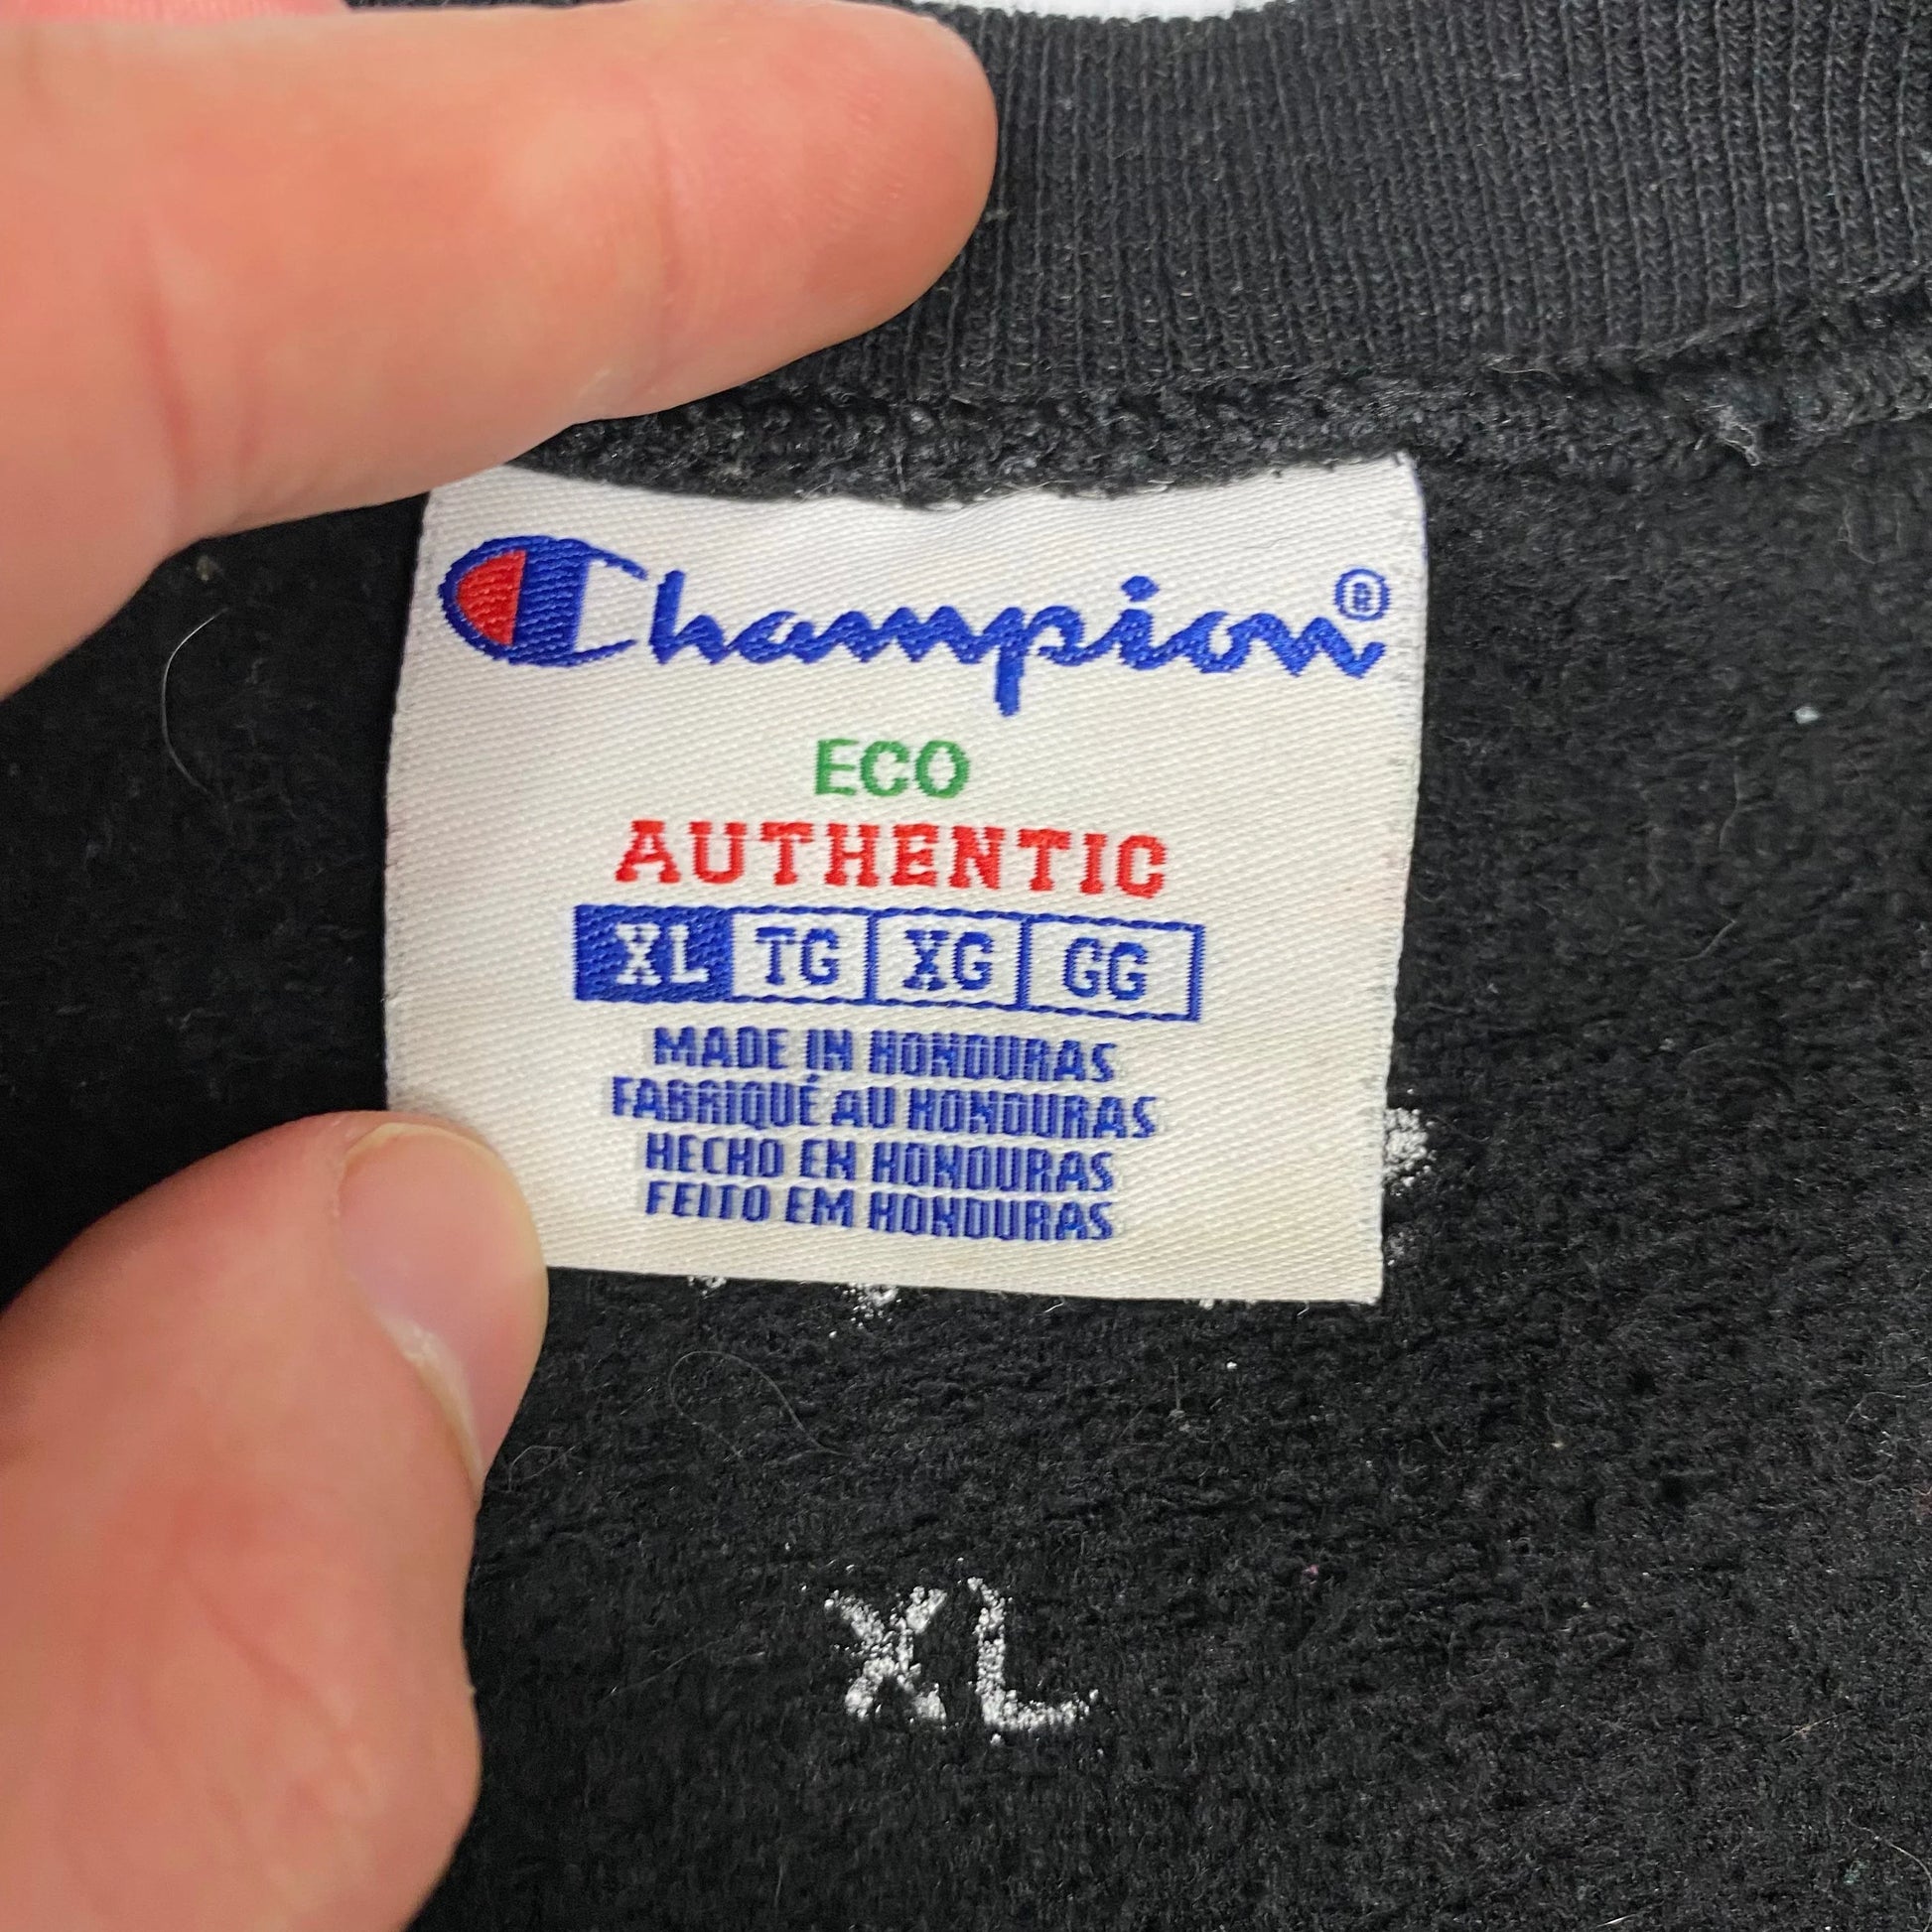 Champion®
ECO
AUTHENTIC
XL TG XG GG
MADE IN HONDURAS
FABRIQUÉ AU HONDURAS
HECHO EN HONDURAS
FEITO EM HONDURAS
XL